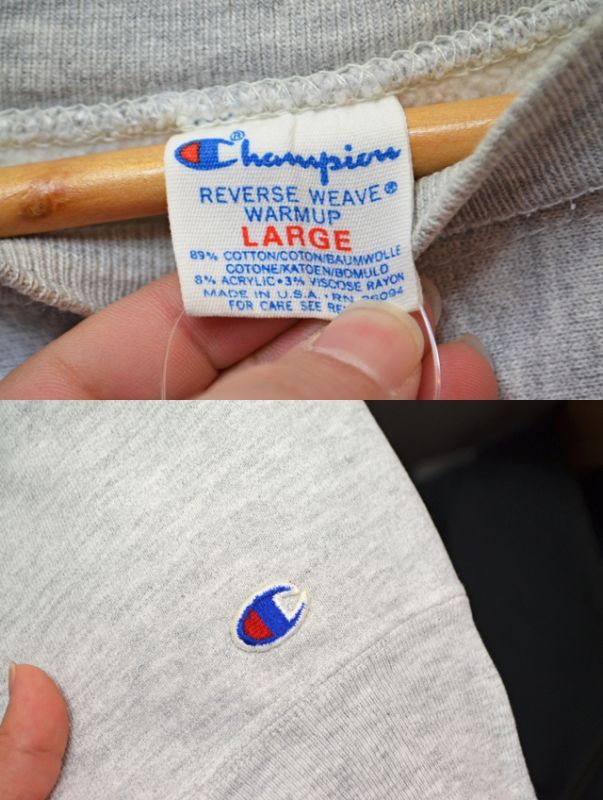 Champion®
REVERSE WEAVE®
WARMUP
LARGE
89% COTTON/COTON/BAUMWOLLE
COTONE/KATOEN/BOMULD
8% ACRYLIC • 3% VISCOSE RAYON
MADE IN U.S.A. RN 26094
FOR CARE SEE